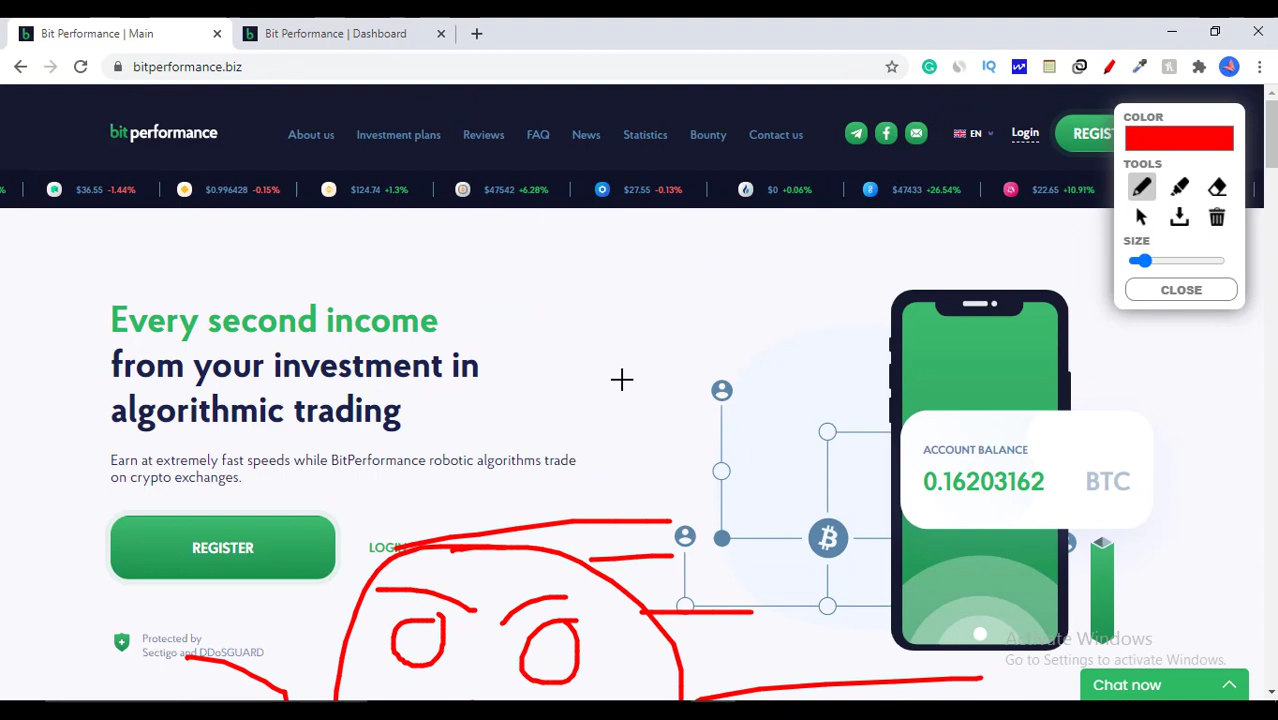 Bit Performance | Main
Bit Performance | Dashboard
bitperformance.biz
bitperformance
About us
Investment plans
Reviews
FAQ
News
Statistics
Bounty
Contact us
EN
Login
REGIST
COLOR
TOOLS
SIZE
CLOSE
%
$36.55 -1.44%
$0.996428 -0.15%
$124.74 +1.3%
$47542 +6.28%
$27.55 -0.13%
$0 +0.06%
$47433 +26.54%
$22.65 +10.91%
Every second income
from your investment in
algorithmic trading
Earn at extremely fast speeds while BitPerformance robotic algorithms trade
on crypto exchanges.
REGISTER
LOGIN
Protected by
Sectigo and DDoSGUARD
ACCOUNT BALANCE
0.16203162 BTC
Activate Windows
Go to Settings to activate Windows.
Chat now